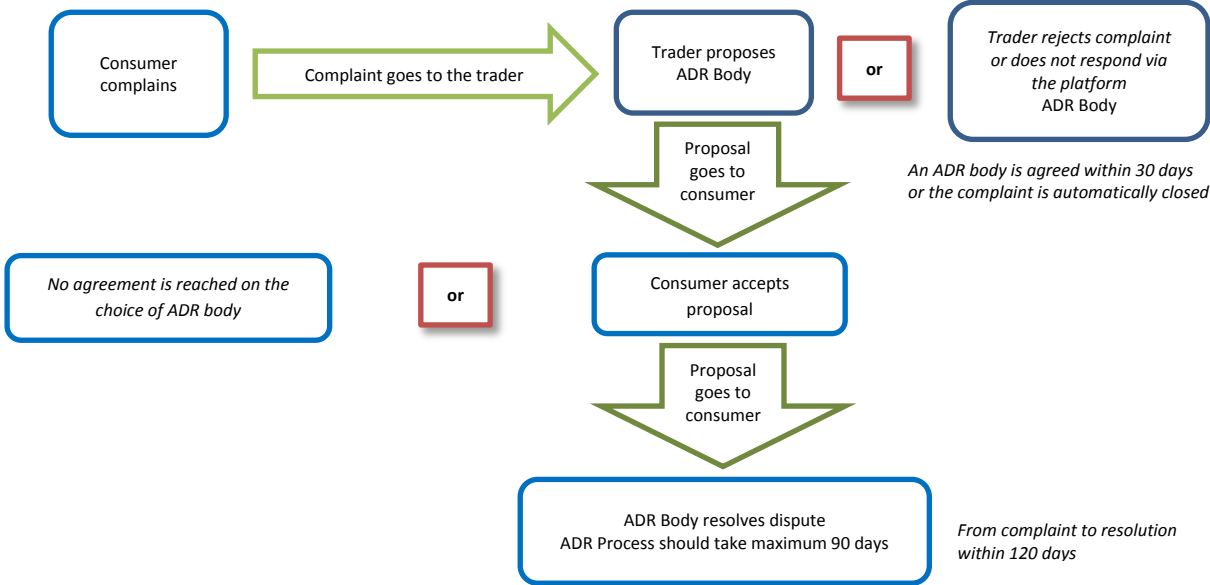 Consumer
complains
Complaint goes to the trader
Trader proposes
ADR Body
or
Trader rejects complaint
or does not respond via
the platform
ADR Body
Proposal
goes to
consumer
An ADR body is agreed within 30 days
or the complaint is automatically closed
No agreement is reached on the
choice of ADR body
or
Consumer accepts
proposal
Proposal
goes to
consumer
ADR Body resolves dispute
ADR Process should take maximum 90 days
From complaint to resolution
within 120 days